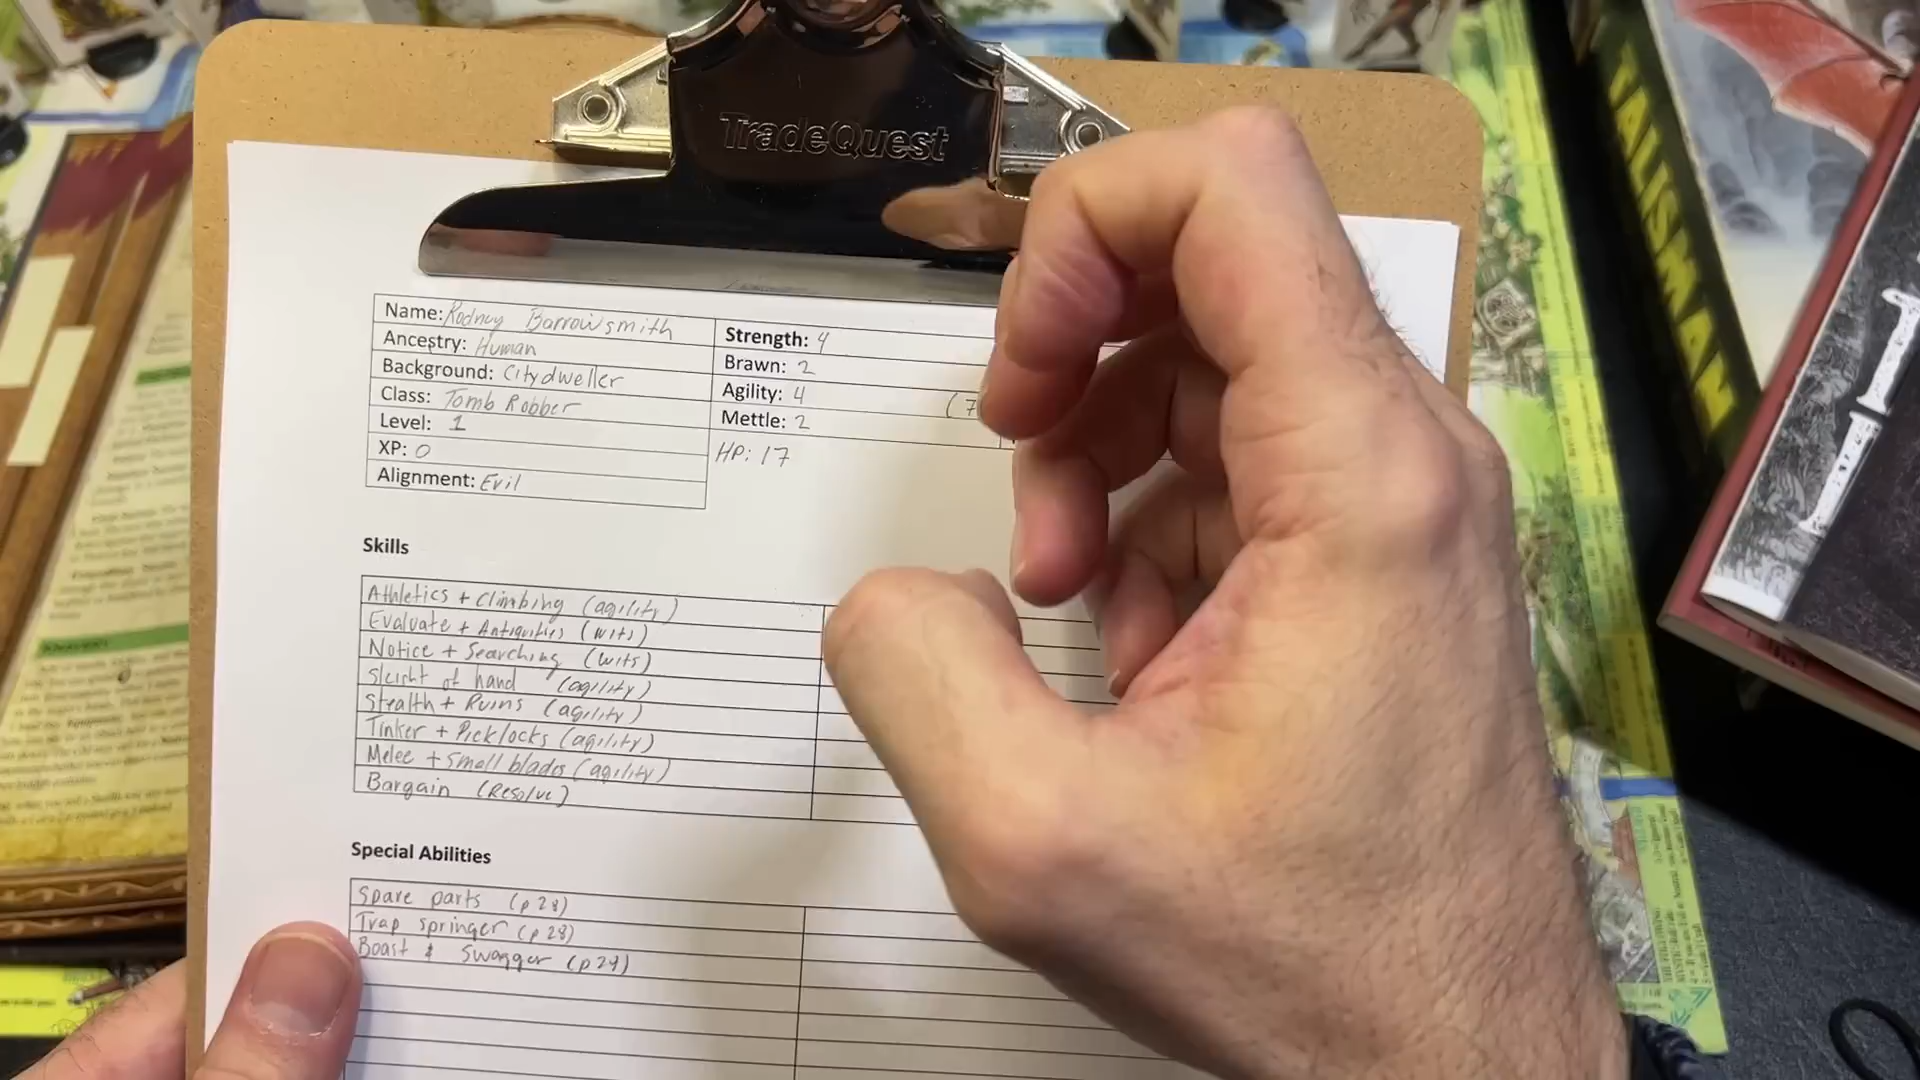 TradeQuest
TALISMAN
Name: Rodney Barrowsmith
Ancestry: Human
Background: Citydweller
Class: Tomb Robber
Level: 1
XP: 0
Alignment: Evil
Strength: 4
Brawn: 2
Agility: 4 (7
Mettle: 2
HP: 17
Skills
Athletics + Climbing (agility)
Evaluate + Antiquities (wits)
Notice + Searching (wits)
Sleight of hand (agility)
Stealth + Ruins (agility)
Tinker + Picklocks (agility)
Melee + Small blades (agility)
Bargain (Resolve)
Special Abilities
Spare parts (p 28)
Trap springer (p 28)
Boast & Swagger (p29)